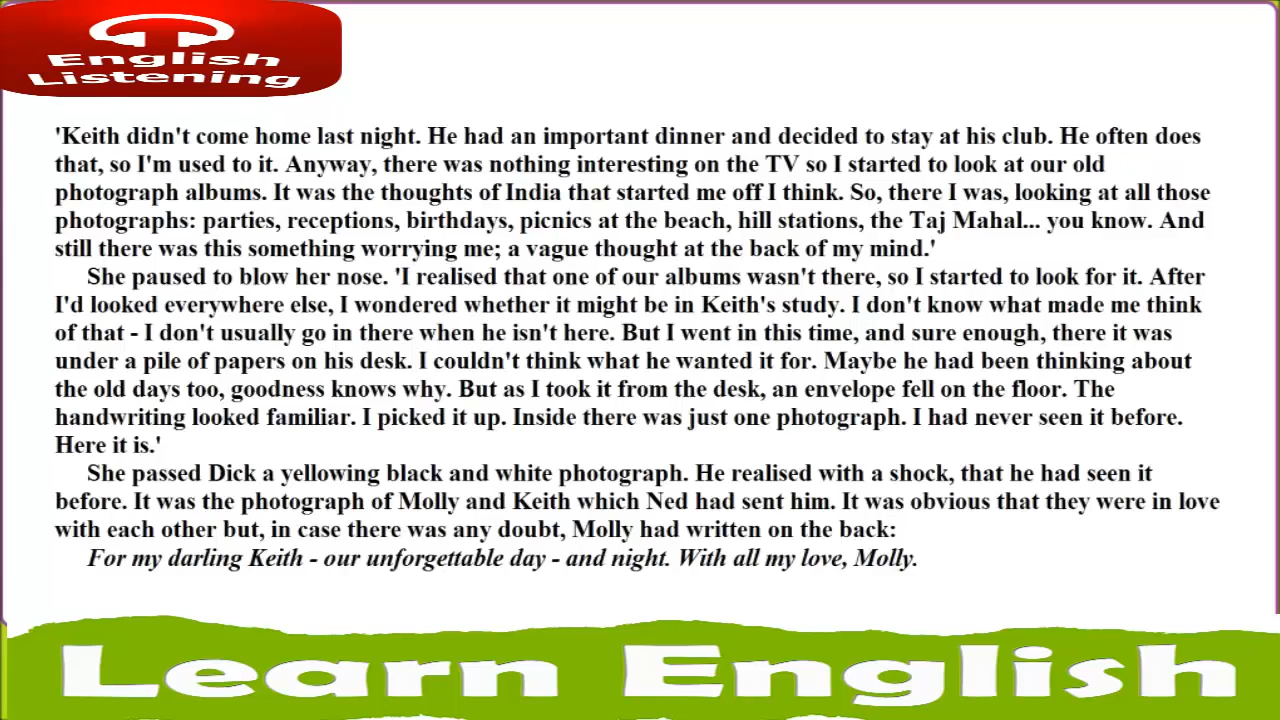 English
Listening
'Keith didn't come home last night. He had an important dinner and decided to stay at his club. He often does
that, so I'm used to it. Anyway, there was nothing interesting on the TV so I started to look at our old
photograph albums. It was the thoughts of India that started me off I think. So, there I was, looking at all those
photographs: parties, receptions, birthdays, picnics at the beach, hill stations, the Taj Mahal... you know. And
still there was this something worrying me; a vague thought at the back of my mind.'
She paused to blow her nose. 'I realised that one of our albums wasn't there, so I started to look for it. After
I'd looked everywhere else, I wondered whether it might be in Keith's study. I don't know what made me think
of that - I don't usually go in there when he isn't here. But I went in this time, and sure enough, there it was
under a pile of papers on his desk. I couldn't think what he wanted it for. Maybe he had been thinking about
the old days too, goodness knows why. But as I took it from the desk, an envelope fell on the floor. The
handwriting looked familiar. I picked it up. Inside there was just one photograph. I had never seen it before.
Here it is.'
She passed Dick a yellowing black and white photograph. He realised with a shock, that he had seen it
before. It was the photograph of Molly and Keith which Ned had sent him. It was obvious that they were in love
with each other but, in case there was any doubt, Molly had written on the back:
For my darling Keith - our unforgettable day - and night. With all my love, Molly.
Learn English